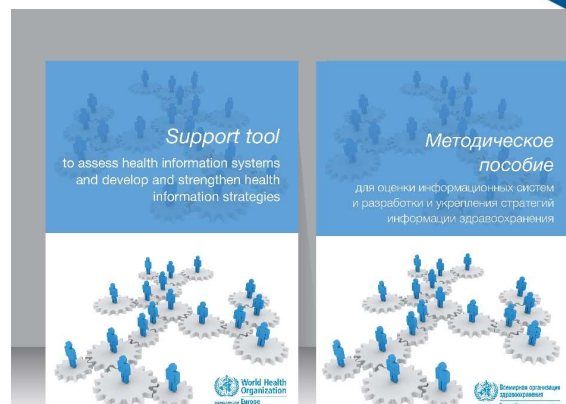 Support tool
to assess health information systems
and develop and strengthen health
information strategies
World Health
Organization
Europe
Методическое
пособие
для оценки информационных систем
и разработки и укрепления стратегий
информации здравоохранения
Всемирная организация
здравоохранения